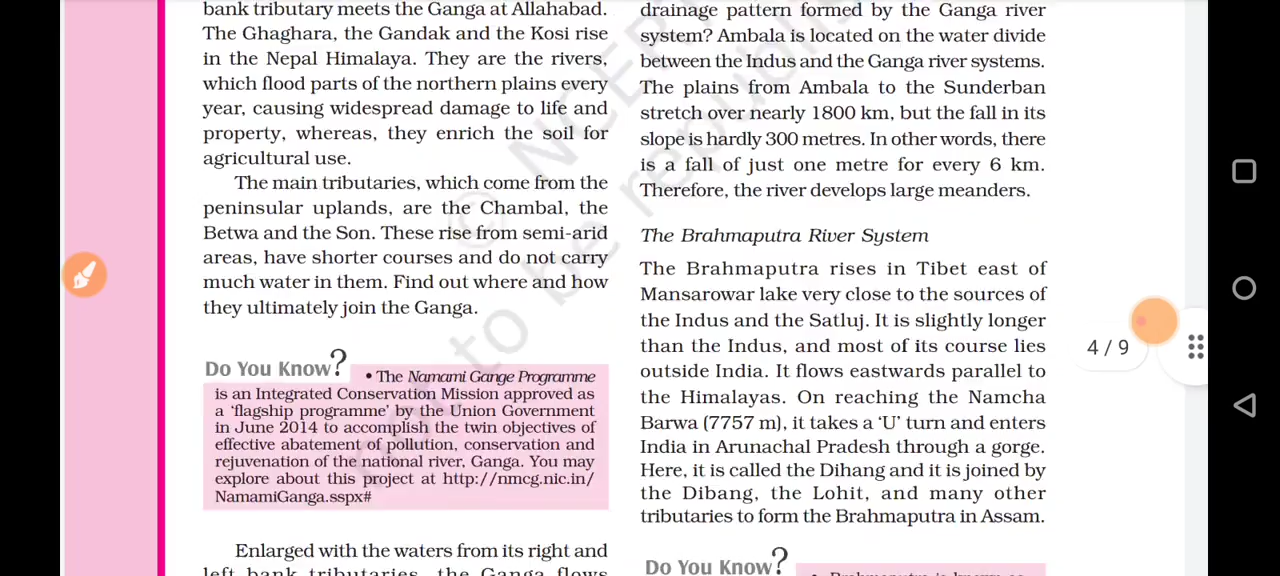 bank tributary meets the Ganga at Allahabad.
The Ghaghara, the Gandak and the Kosi rise
in the Nepal Himalaya. They are the rivers,
which flood parts of the northern plains every
year, causing widespread damage to life and
property, whereas, they enrich the soil for
agricultural use.
The main tributaries, which come from the
peninsular uplands, are the Chambal, the
Betwa and the Son. These rise from semi-arid
areas, have shorter courses and do not carry
much water in them. Find out where and how
they ultimately join the Ganga.
Do You Know?
• The Namami Gange Programme
is an Integrated Conservation Mission approved as
a ‘flagship programme’ by the Union Government
in June 2014 to accomplish the twin objectives of
effective abatement of pollution, conservation and
rejuvenation of the national river, Ganga. You may
explore about this project at http://nmcg.nic.in/
NamamiGanga.sspx#
Enlarged with the waters from its right and
left bank tributaries, the Ganga flows
drainage pattern formed by the Ganga river
system? Ambala is located on the water divide
between the Indus and the Ganga river systems.
The plains from Ambala to the Sunderban
stretch over nearly 1800 km, but the fall in its
slope is hardly 300 metres. In other words, there
is a fall of just one metre for every 6 km.
Therefore, the river develops large meanders.
The Brahmaputra River System
The Brahmaputra rises in Tibet east of
Mansarowar lake very close to the sources of
the Indus and the Satluj. It is slightly longer
than the Indus, and most of its course lies
outside India. It flows eastwards parallel to
the Himalayas. On reaching the Namcha
Barwa (7757 m), it takes a ‘U’ turn and enters
India in Arunachal Pradesh through a gorge.
Here, it is called the Dihang and it is joined by
the Dibang, the Lohit, and many other
tributaries to form the Brahmaputra in Assam.
Do You Know?
• Brahmaputra is known as
4 / 9
© NCERT
not to be republish